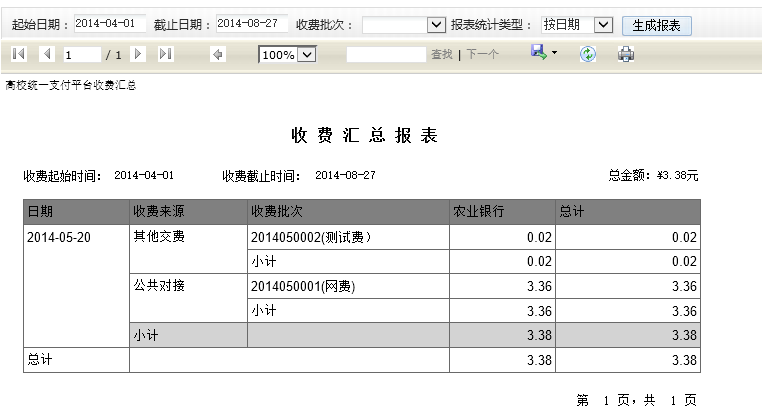 起始日期： 2014-04-01 截止日期： 2014-08-27 收费批次： 报表统计类型： 按日期 生成报表
1 / 1 100% 查找 | 下一个
高校统一支付平台收费汇总
收 费 汇 总 报 表
收费起始时间： 2014-04-01 收费截止时间： 2014-08-27 总金额：¥3.38元
日期 收费来源 收费批次 农业银行 总计
2014-05-20 其他交费 2014050002(测试费） 0.02 0.02
小计 0.02 0.02
公共对接 2014050001(网费) 3.36 3.36
小计 3.36 3.36
小计 3.38 3.38
总计 3.38 3.38
第 1 页，共 1 页